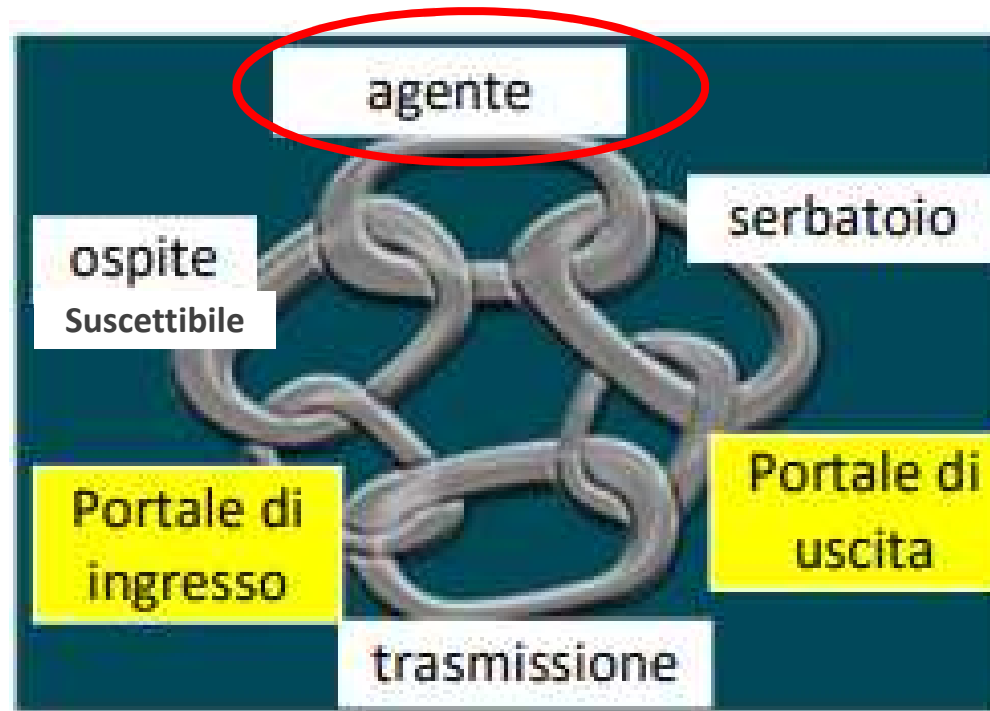 agente
serbatoio
ospite
Suscettibile
Portale di
uscita
Portale di
ingresso
trasmissione